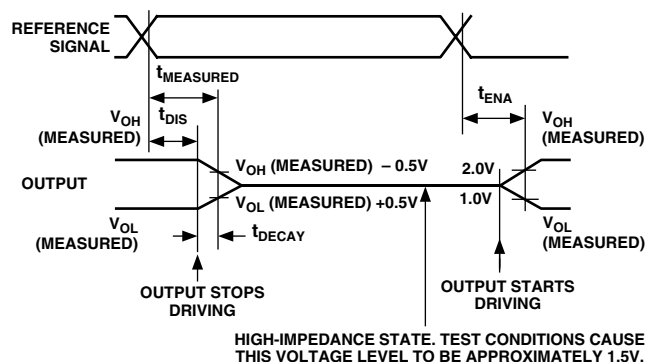 REFERENCE
SIGNAL
tMEASURED
tENA
VOH
(MEASURED)
tDIS
VOH
(MEASURED)
VOH (MEASURED) – 0.5V
2.0V
OUTPUT
VOL (MEASURED) +0.5V
1.0V
VOL
(MEASURED)
tDECAY
VOL
(MEASURED)
OUTPUT STOPS
DRIVING
OUTPUT STARTS
DRIVING
HIGH-IMPEDANCE STATE. TEST CONDITIONS CAUSE
THIS VOLTAGE LEVEL TO BE APPROXIMATELY 1.5V.